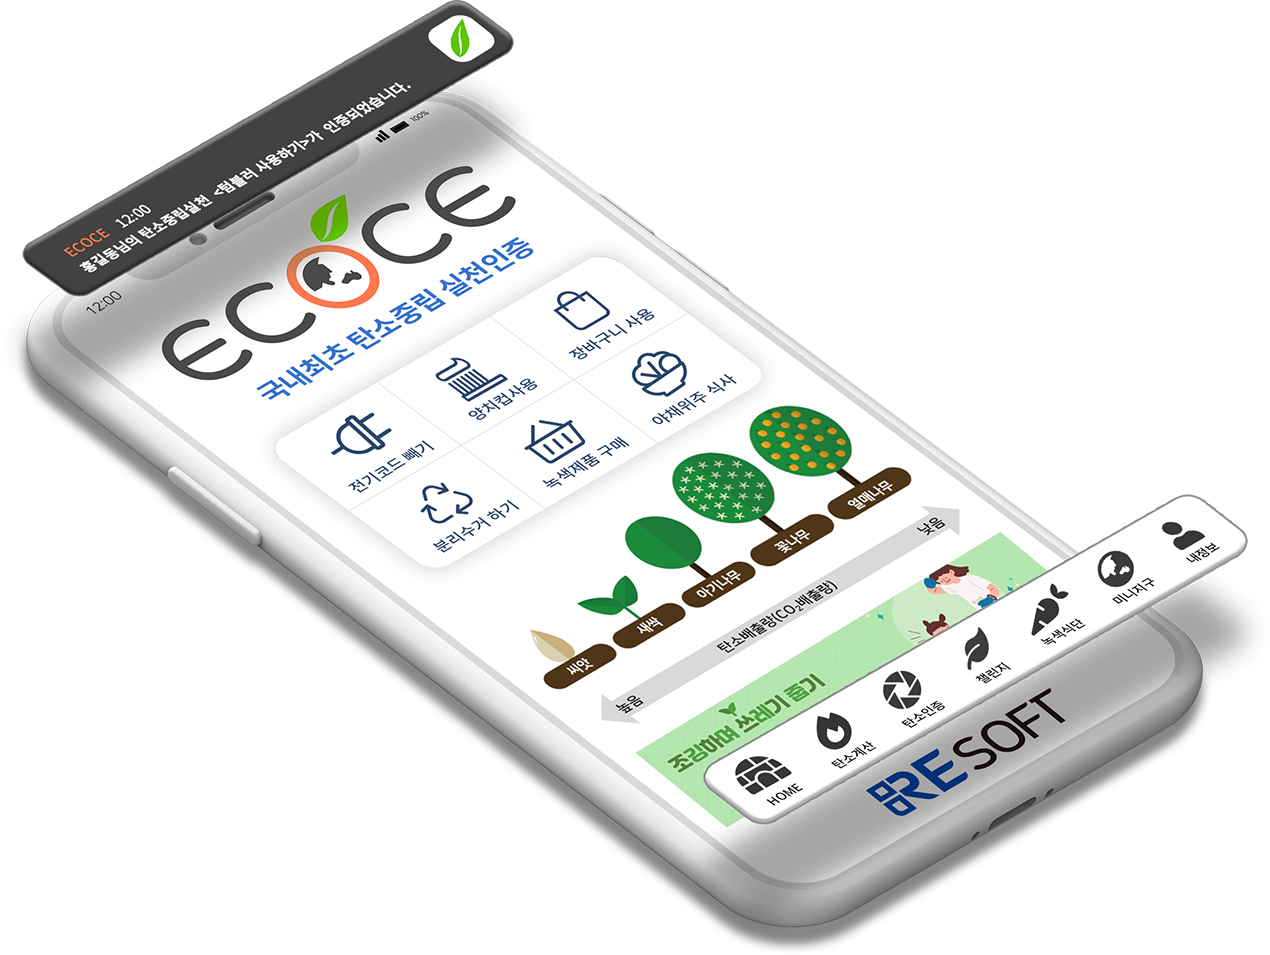 ECOCE 12:00
홍길동님의 탄소중립실천 <텀블러 사용하기>가 인증되었습니다.
12:00
100%
ECOCE
국내최초 탄소중립 실천인증
전기코드 빼기
양치컵사용
장바구니 사용
분리수거 하기
녹색제품 구매
야채위주 식사
씨앗
새싹
아기나무
꽃나무
열매나무
높음
탄소배출량(CO₂배출량)
낮음
조깅하며 쓰레기 줍기
HOME
탄소계산
탄소인증
챌린지
녹색식단
미니지구
내정보
RESOFT